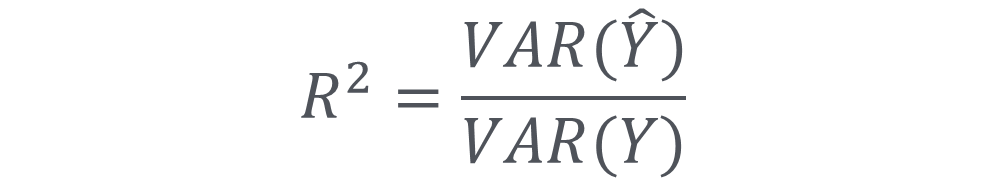 R² = VAR(Ŷ) / VAR(Y)